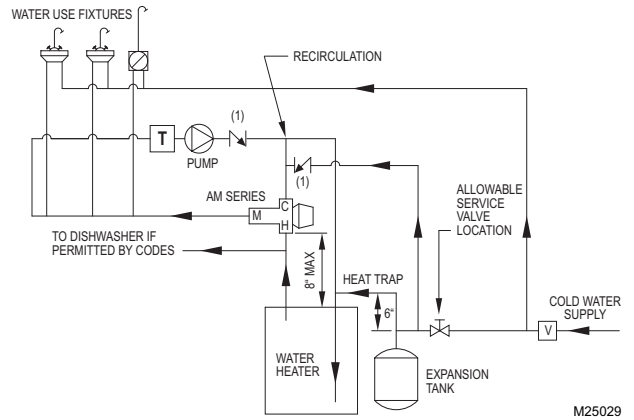 WATER USE FIXTURES
RECIRCULATION
(1)
T
PUMP
(1)
AM SERIES
C
M
H
ALLOWABLE
SERVICE
VALVE
LOCATION
TO DISHWASHER IF
PERMITTED BY CODES
8" MAX
HEAT TRAP
6"
COLD WATER
SUPPLY
V
WATER
HEATER
EXPANSION
TANK
M25029